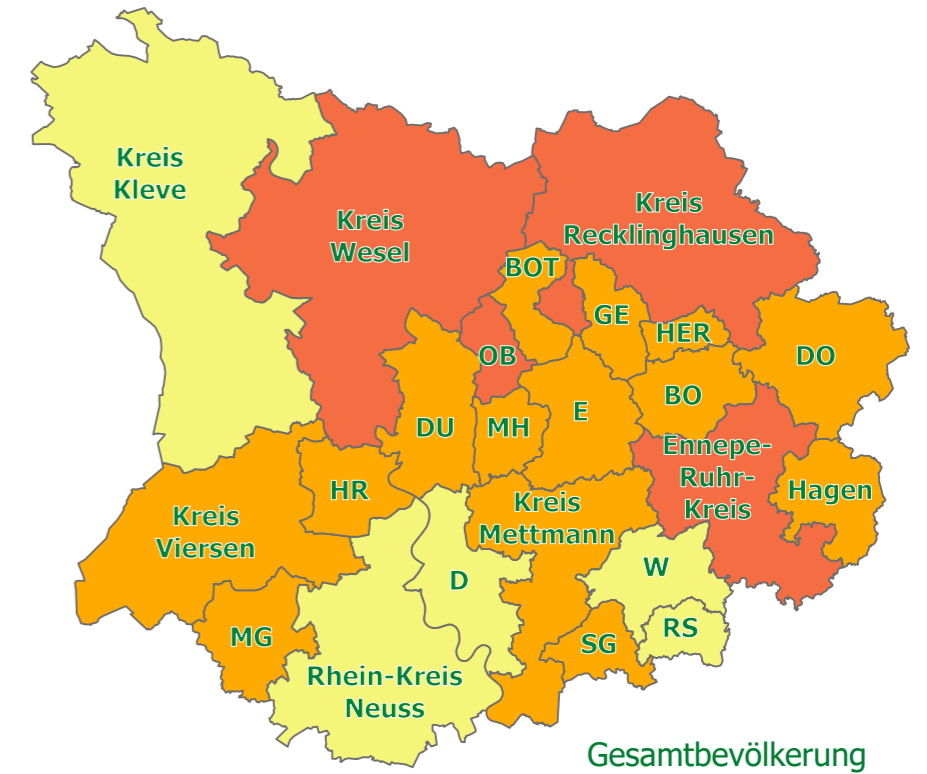 Kreis
Kleve
Kreis
Wesel
Kreis
Recklinghausen
BOT
GE
HER
DO
OB
BO
DU
MH
E
Ennepe-
Ruhr-
Kreis
Hagen
HR
Kreis
Viersen
Kreis
Mettmann
D
W
MG
SG
RS
Rhein-Kreis
Neuss
Gesamtbevölkerung